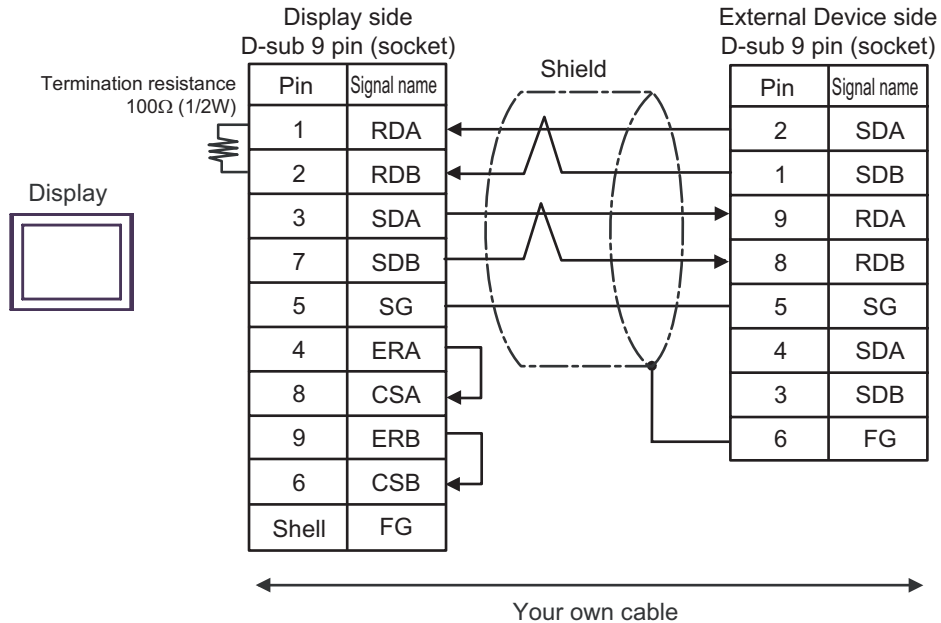 Display side
D-sub 9 pin (socket)
External Device side
D-sub 9 pin (socket)
Termination resistance
100Ω (1/2W)
Shield
Display
Pin Signal name
1 RDA
2 RDB
3 SDA
7 SDB
5 SG
4 ERA
8 CSA
9 ERB
6 CSB
Shell FG
Pin Signal name
2 SDA
1 SDB
9 RDA
8 RDB
5 SG
4 SDA
3 SDB
6 FG
Your own cable